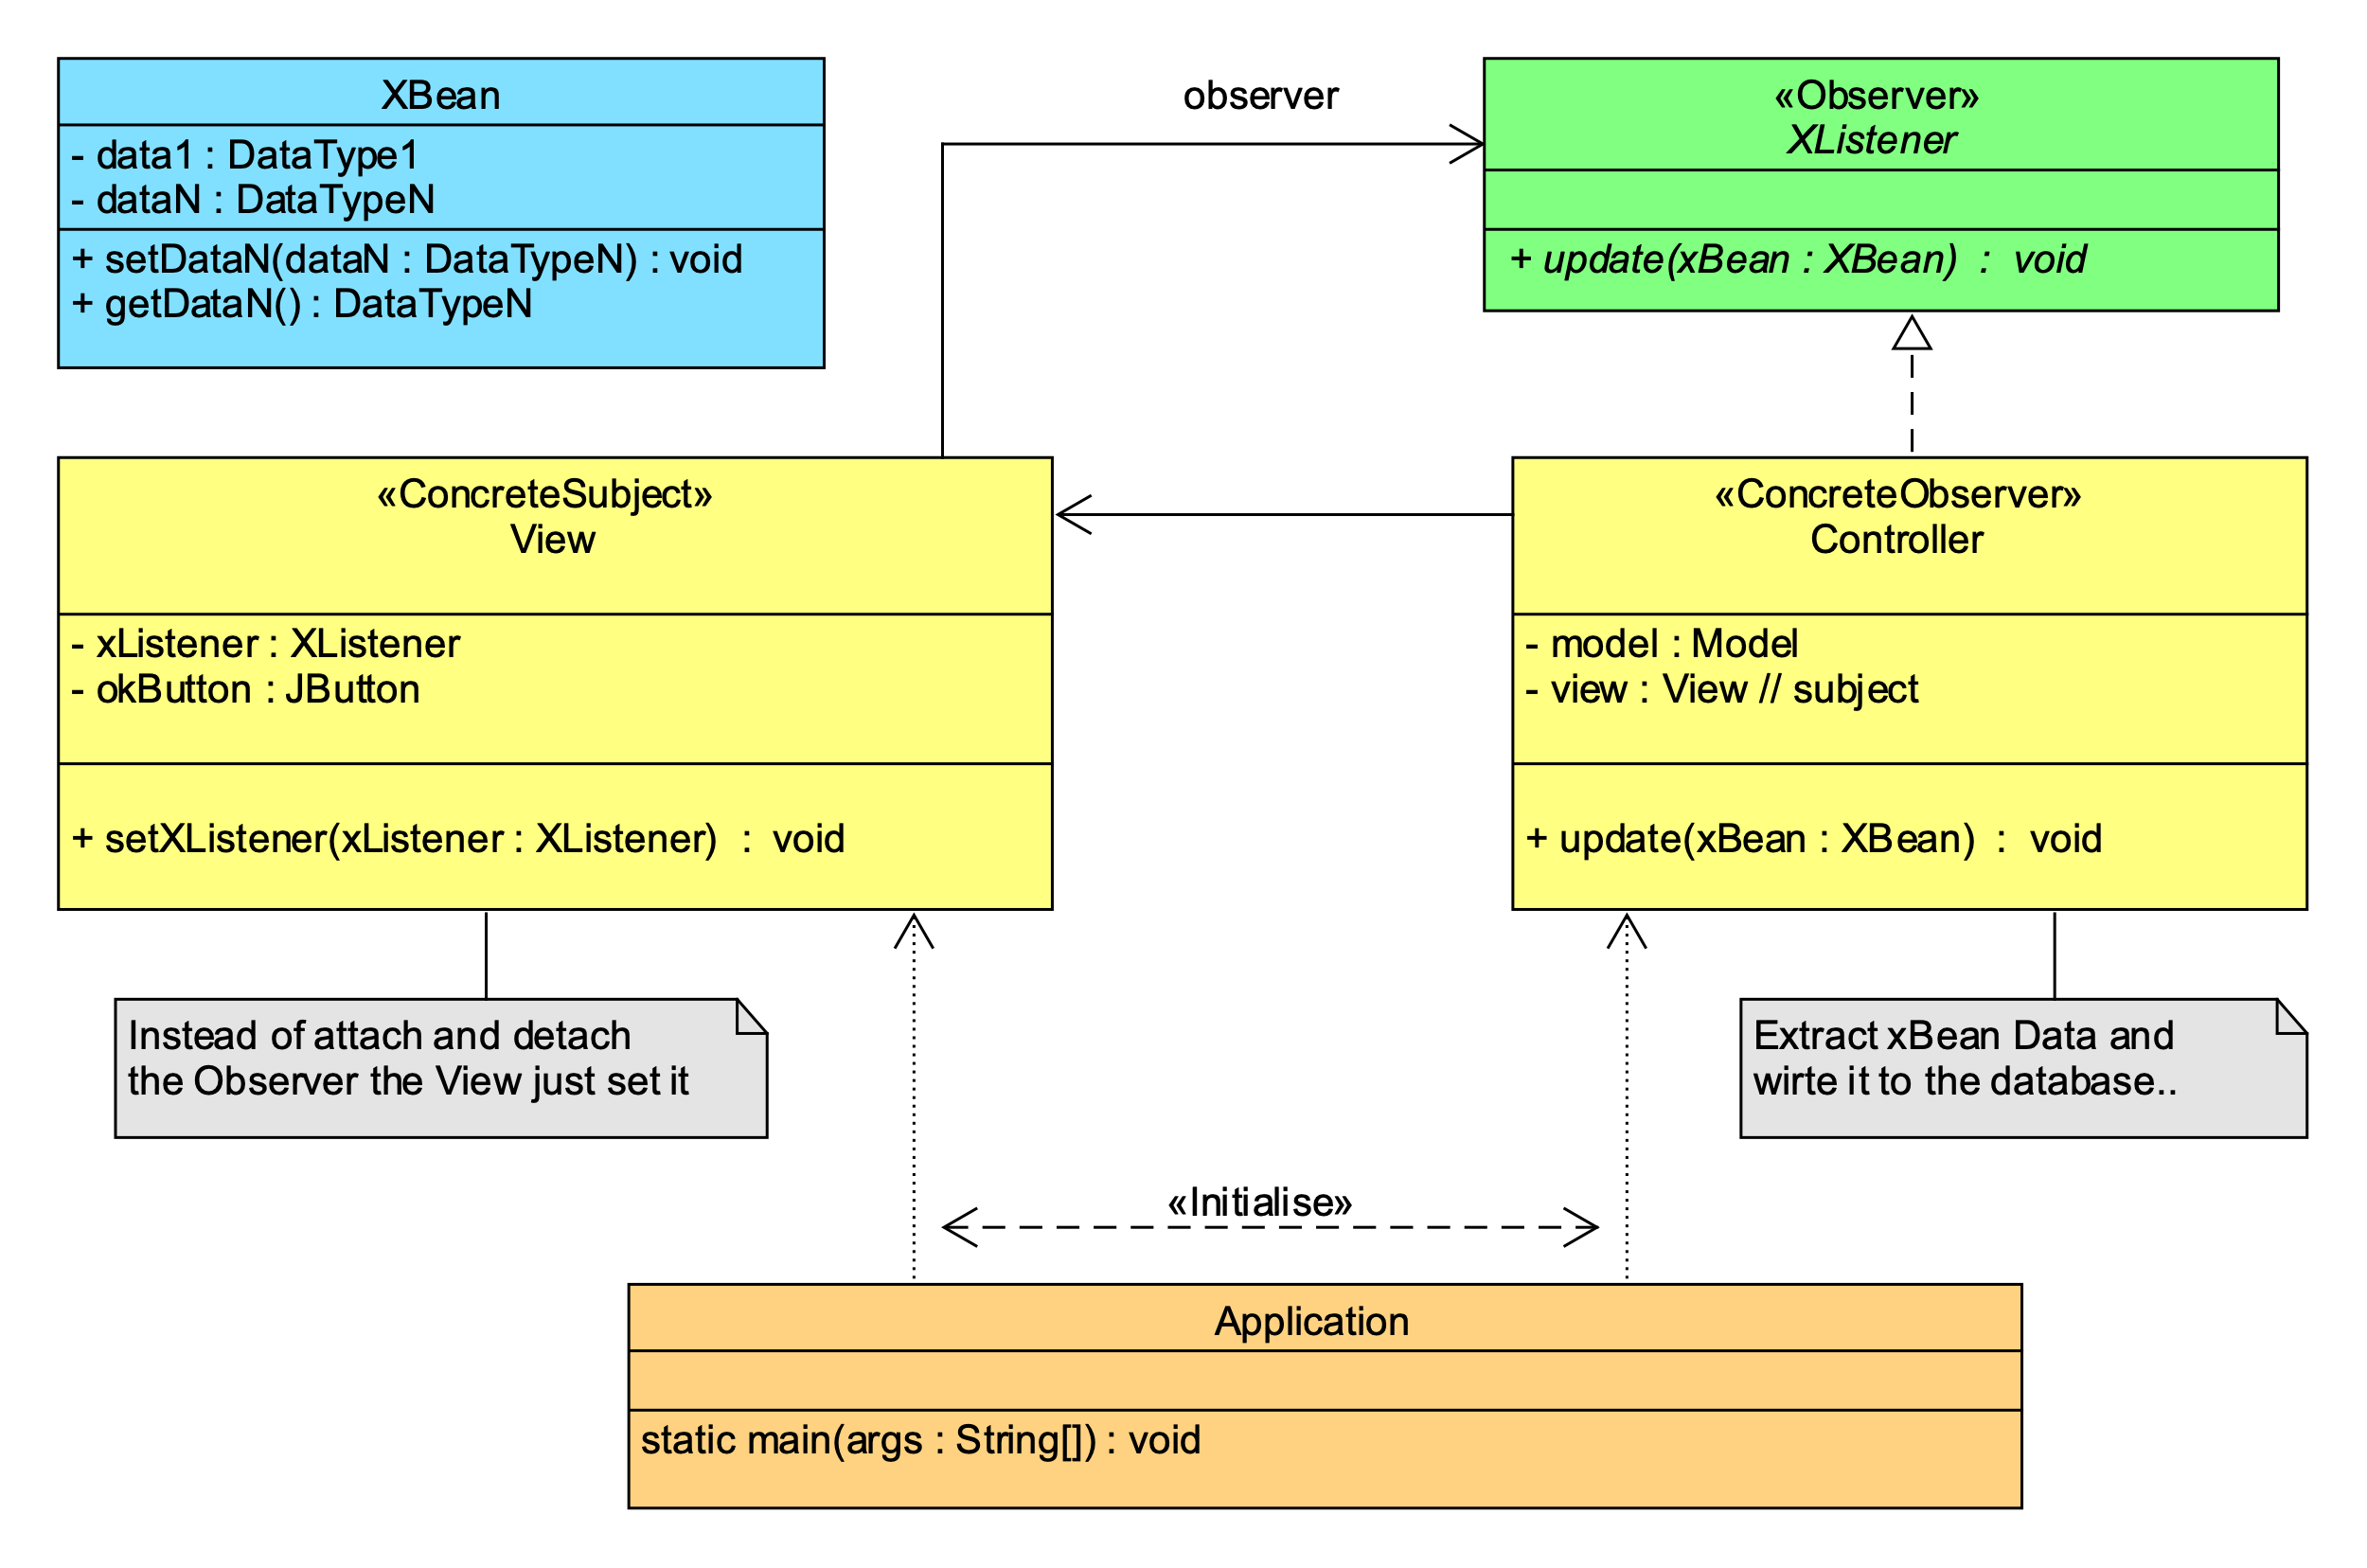 XBean
- data1 : DataType1
- dataN : DataTypeN
+ setDataN(dataN : DataTypeN) : void
+ getDataN() : DataTypeN
observer
«Observer»
XListener
+ update(xBean : XBean)  :  void
«ConcreteSubject»
View
- xListener : XListener
- okButton : JButton
+ setXListener(xListener : XListener)  :  void
«ConcreteObserver»
Controller
- model : Model
- view : View // subject
+ update(xBean : XBean)  :  void
Instead of attach and detach
the Observer the View just set it
Extract xBean Data and
wirte it to the database..
«Initialise»
Application
static main(args : String[]) : void